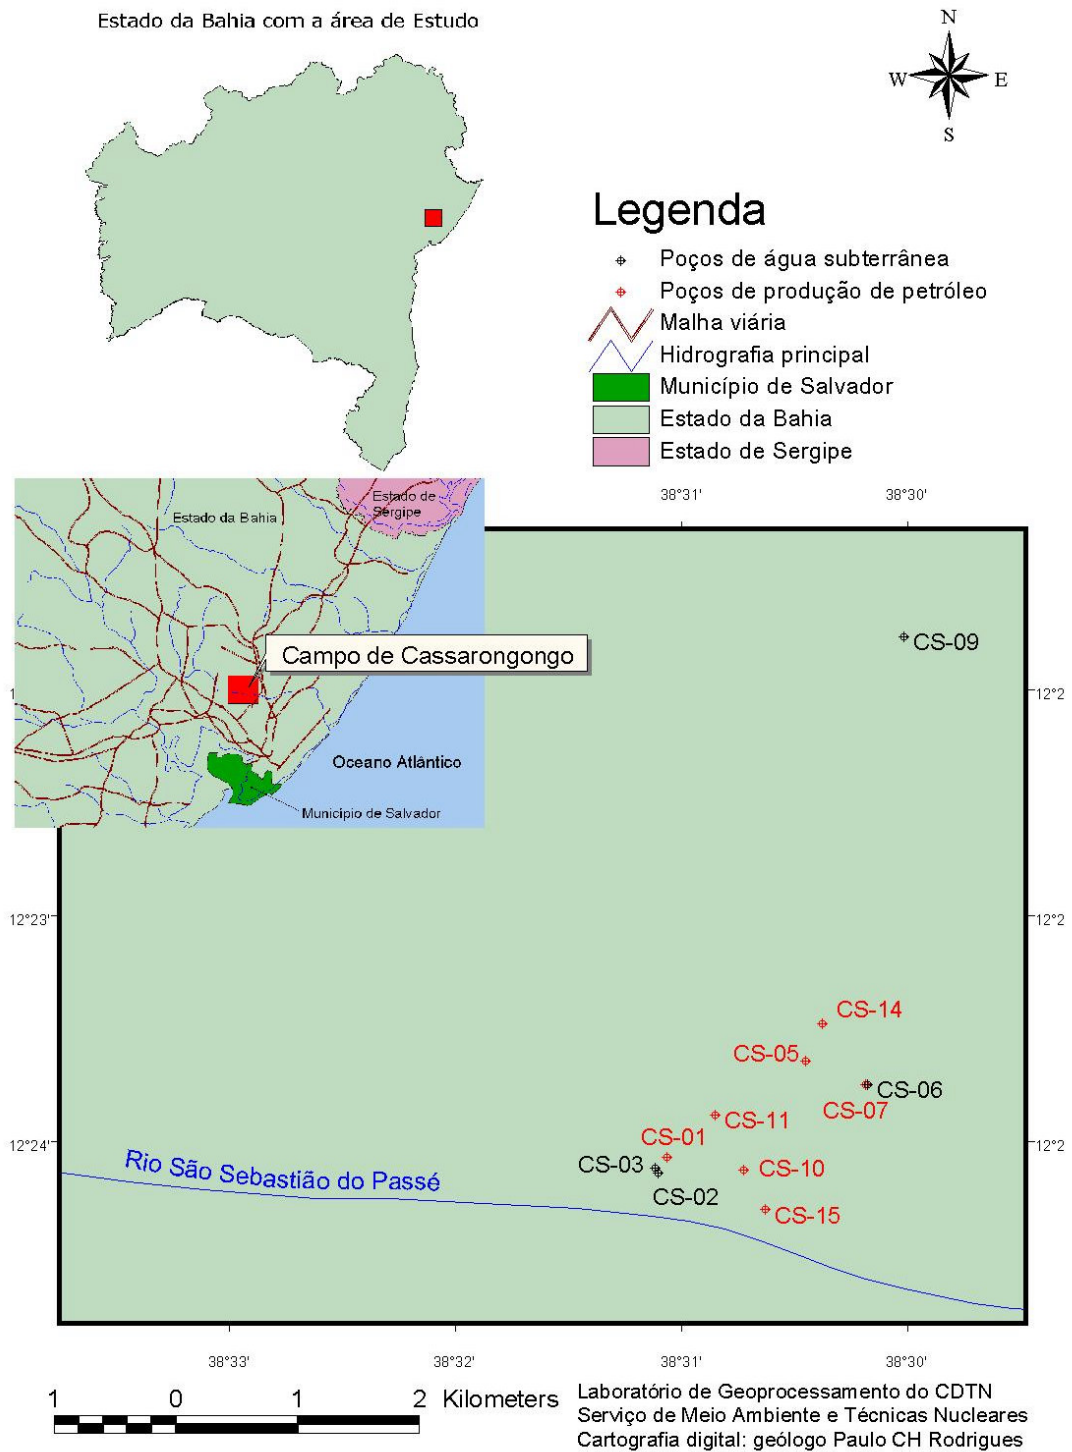 Estado da Bahia com a área de Estudo
N
W
E
S
Legenda
Poços de água subterrânea
Poços de produção de petróleo
Malha viária
Hidrografia principal
Município de Salvador
Estado da Bahia
Estado de Sergipe
38°31'
38°30'
Estado de
Sergipe
Estado da Bahia
Campo de Cassarongongo
Oceano Atlântico
Município de Salvador
CS-09
1
12°2
12°23'
12°2
CS-14
CS-05
CS-06
CS-07
CS-11
CS-01
12°24'
12°2
CS-03
CS-10
CS-02
CS-15
Rio São Sebastião do Passé
38°33'
38°32'
38°31'
38°30'
1 0 1 2 Kilometers
Laboratório de Geoprocessamento do CDTN
Serviço de Meio Ambiente e Técnicas Nucleares
Cartografia digital: geólogo Paulo CH Rodrigues